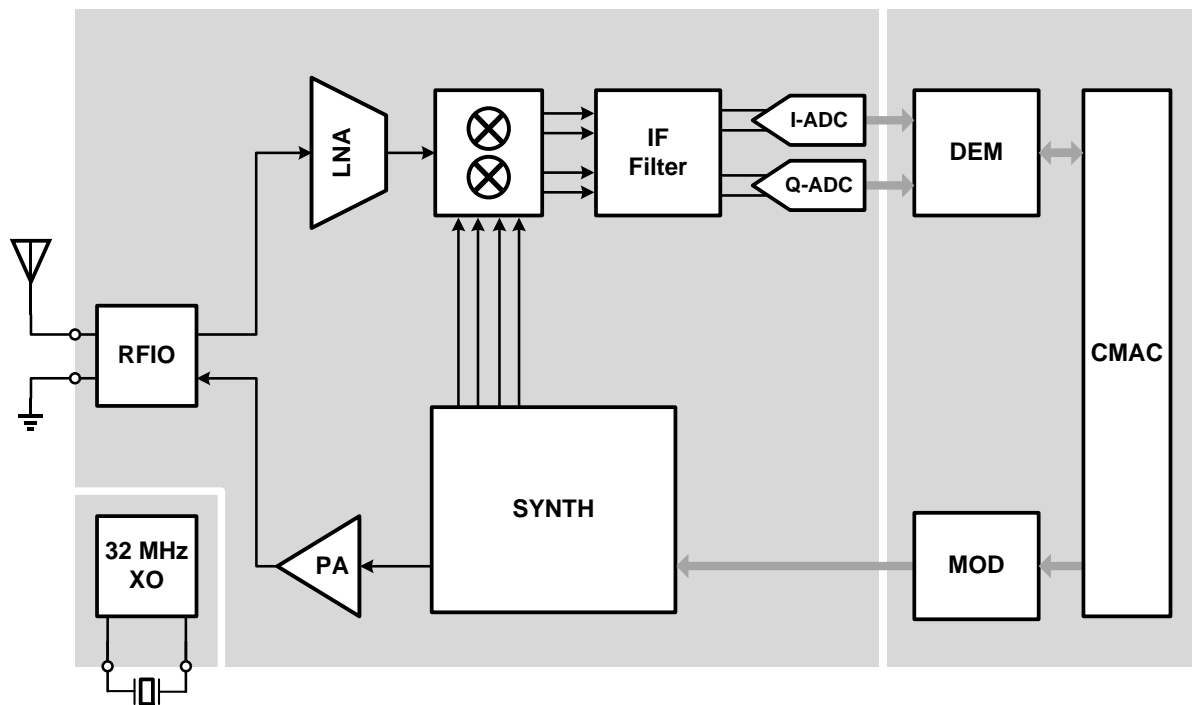 LNA
IF
Filter
I-ADC
Q-ADC
DEM
RFIO
CMAC
SYNTH
32 MHz
XO
PA
MOD